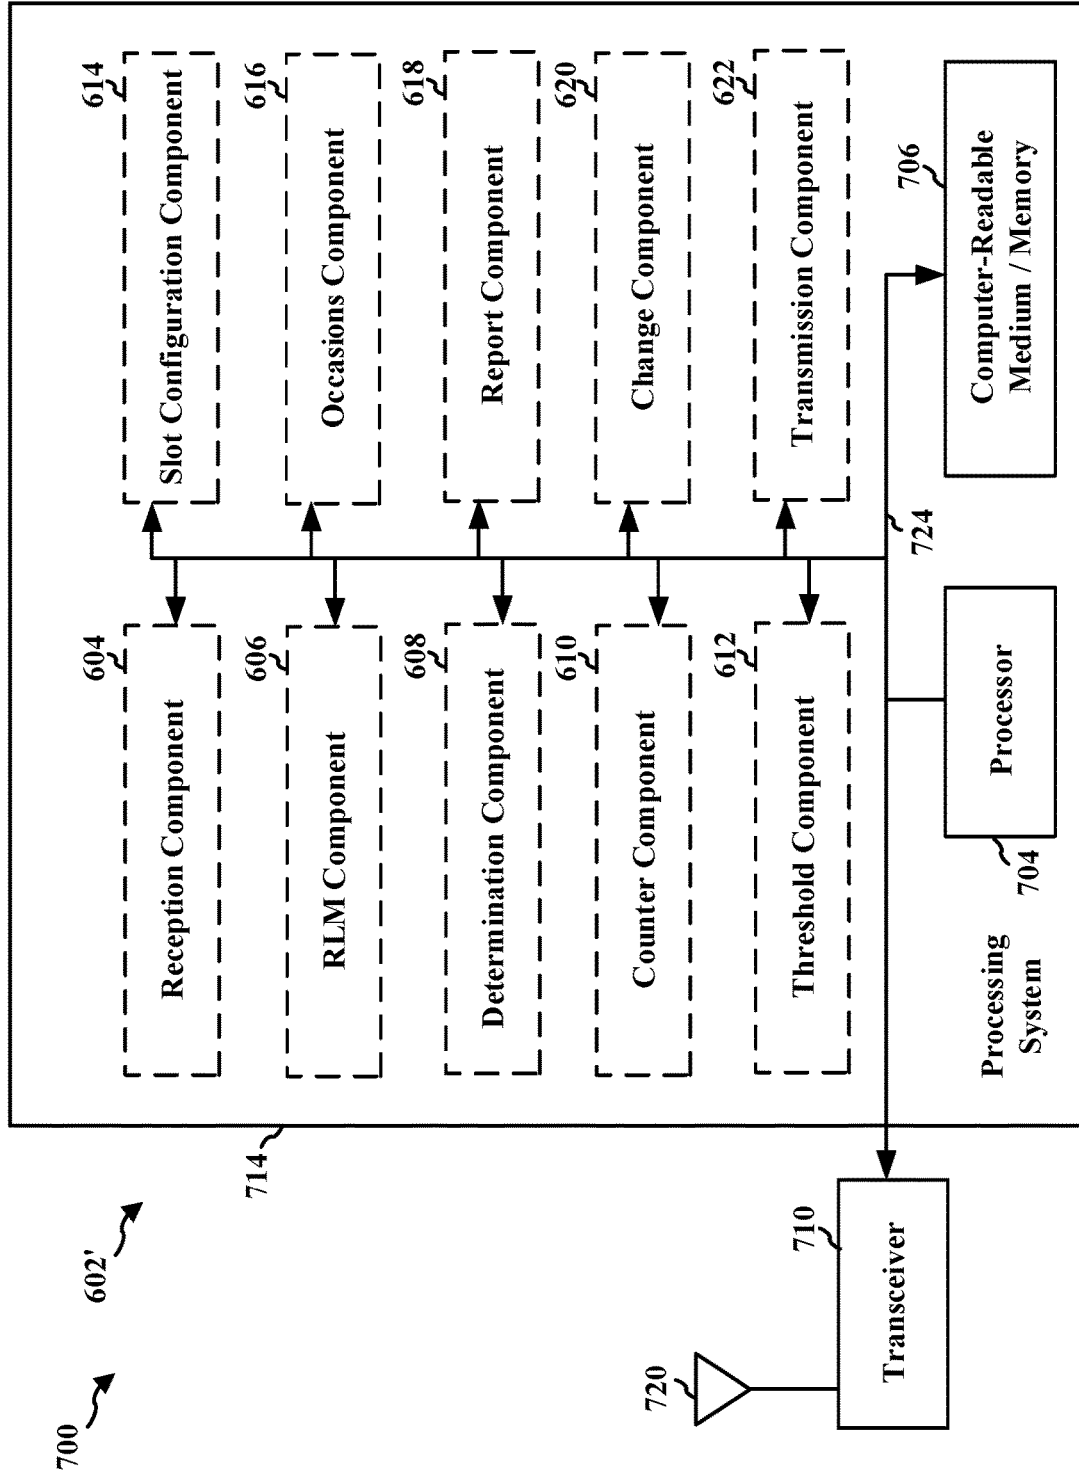 700
602'
714
604
Reception Component
614
Slot Configuration Component
606
RLM Component
616
Occasions Component
608
Determination Component
618
Report Component
610
Counter Component
620
Change Component
612
Threshold Component
622
Transmission Component
720
710
Transceiver
724
Processing
System
704
Processor
706
Computer-Readable
Medium / Memory